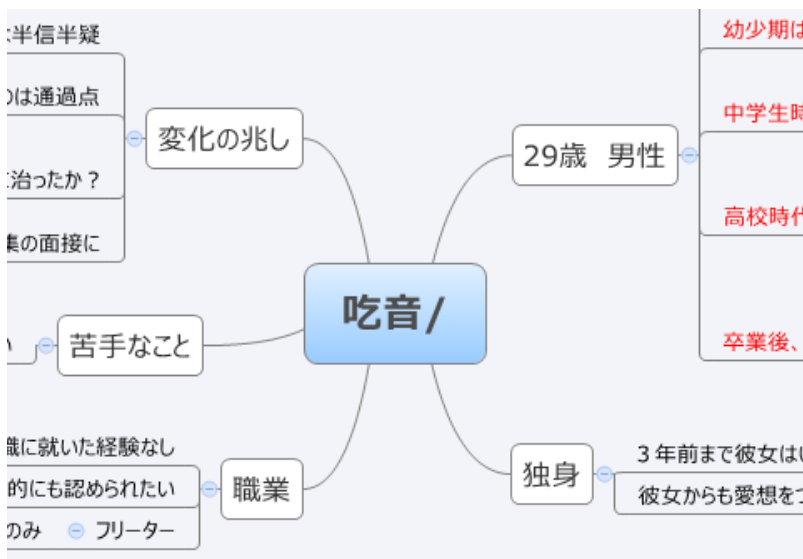 吃音/
変化の兆し
半信半疑
は通過点
治ったか？
の面接に
苦手なこと
職業
職に就いた経験なし
的にも認められたい
のみ
フリーター
29歳 男性
幼少期は
中学生時
高校時代
卒業後、
独身
３年前まで彼女は
彼女からも愛想を